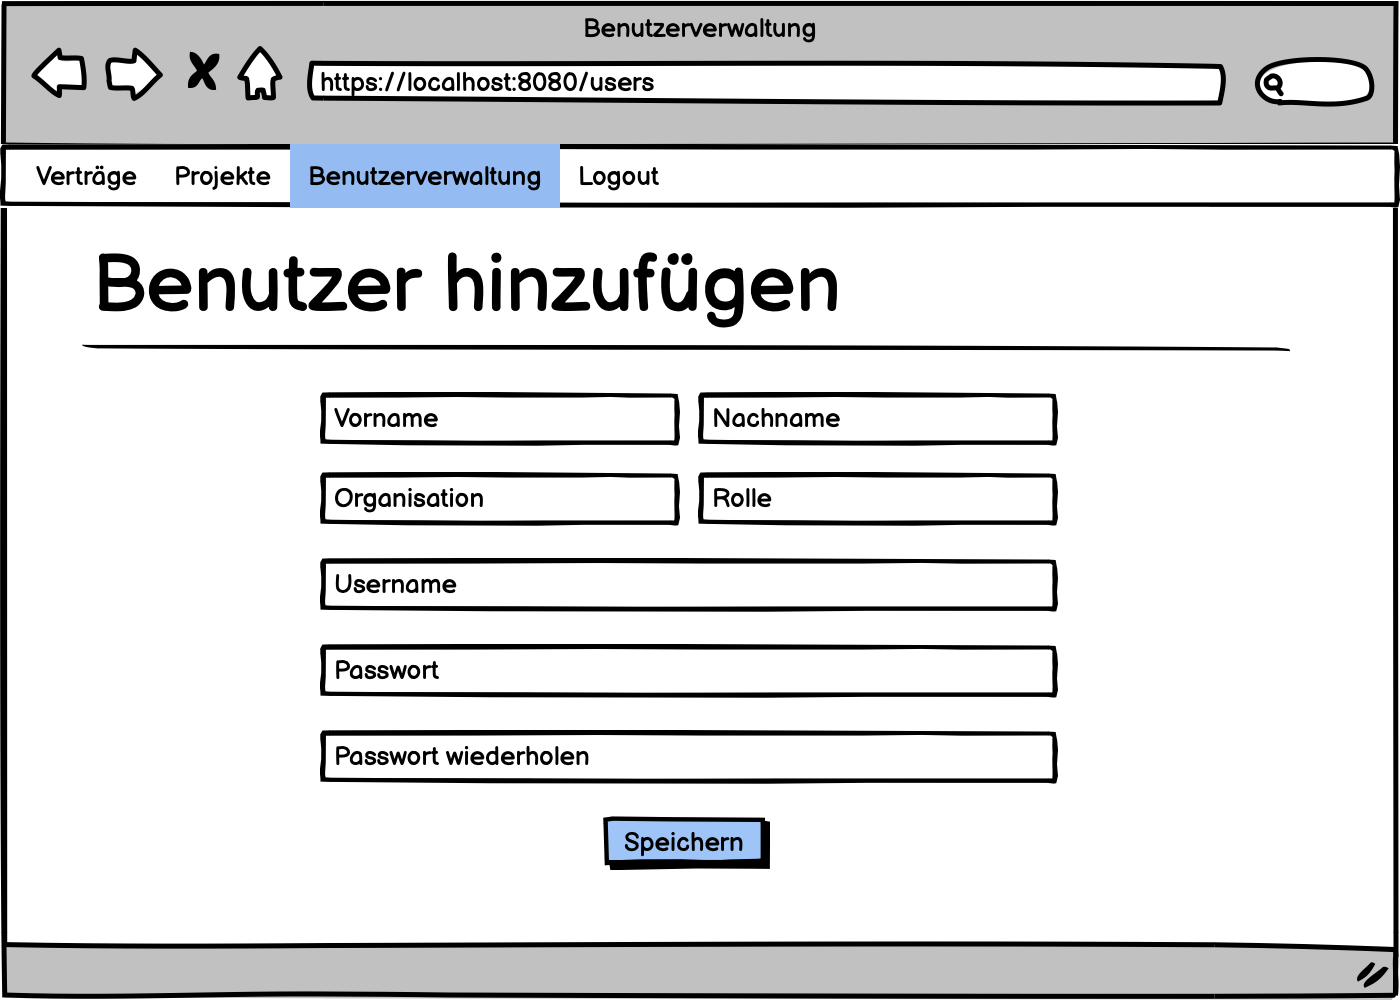 Benutzerverwaltung
https://localhost:8080/users
Verträge Projekte Benutzerverwaltung Logout
Benutzer hinzufügen
Vorname Nachname
Organisation Rolle
Username
Passwort
Passwort wiederholen
Speichern